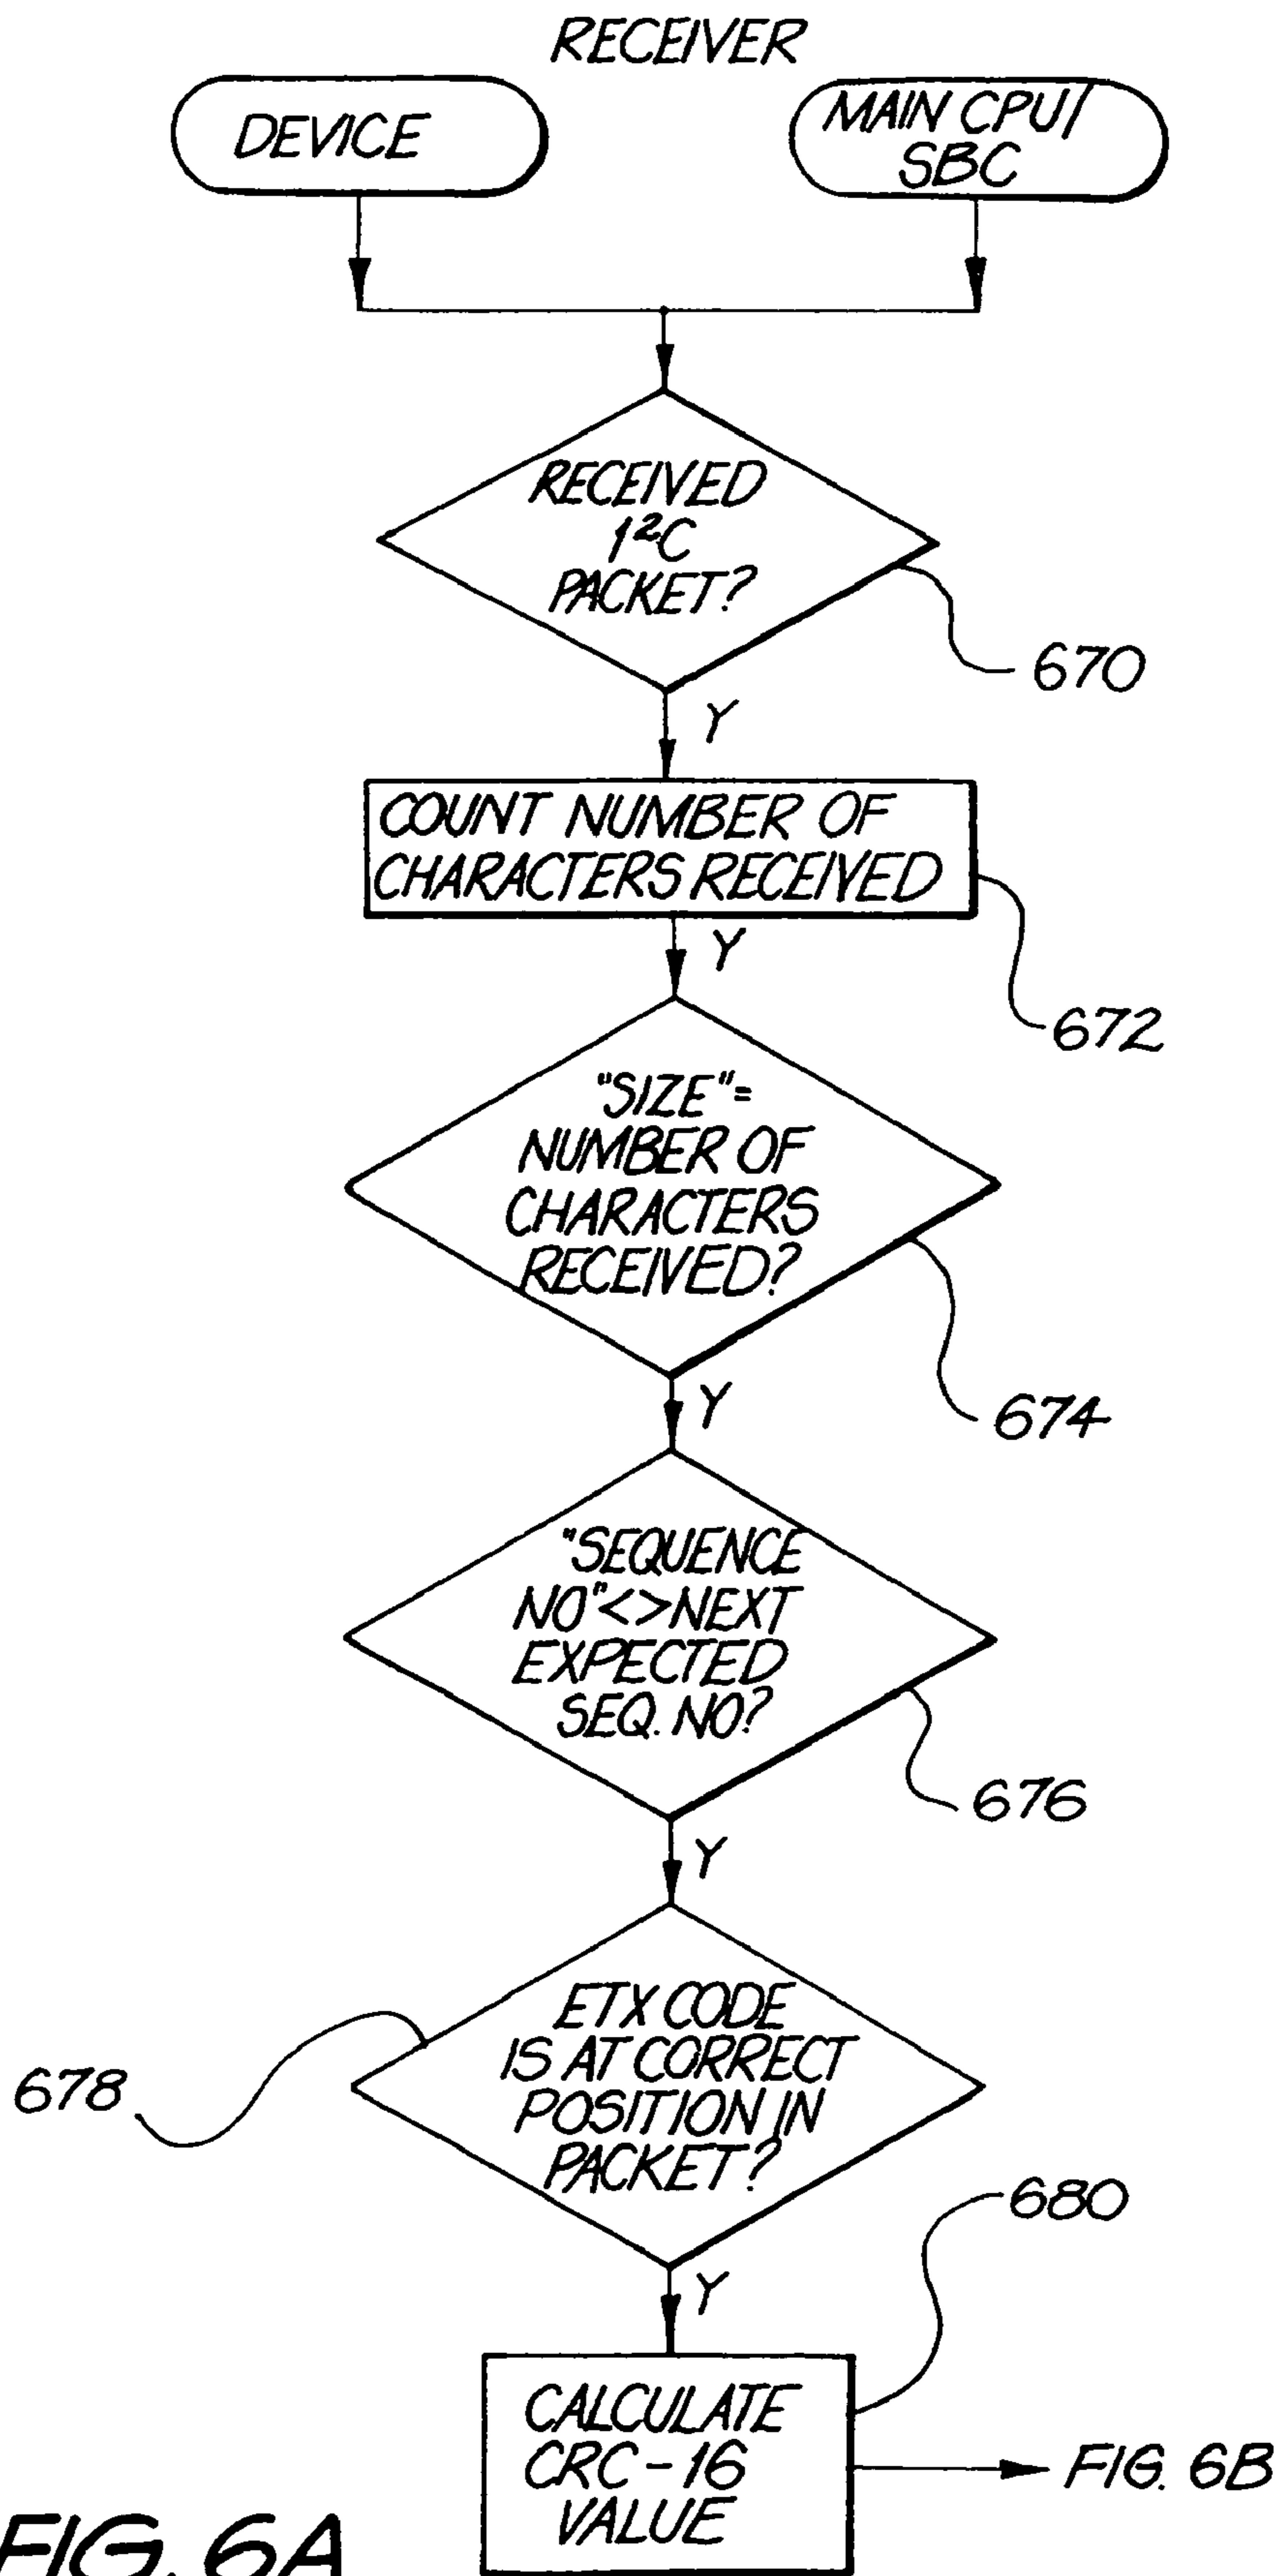 RECEIVER
DEVICE
MAIN CPU/
SBC
RECEIVED
I²C
PACKET?
670
Y
COUNT NUMBER OF
CHARACTERS RECEIVED
672
Y
"SIZE"=
NUMBER OF
CHARACTERS
RECEIVED?
674
Y
"SEQUENCE
NO"<>NEXT
EXPECTED
SEQ. NO?
676
Y
ETX CODE
IS AT CORRECT
POSITION IN
PACKET?
678
Y
680
CALCULATE
CRC-16
VALUE
FIG. 6B
FIG. 6A